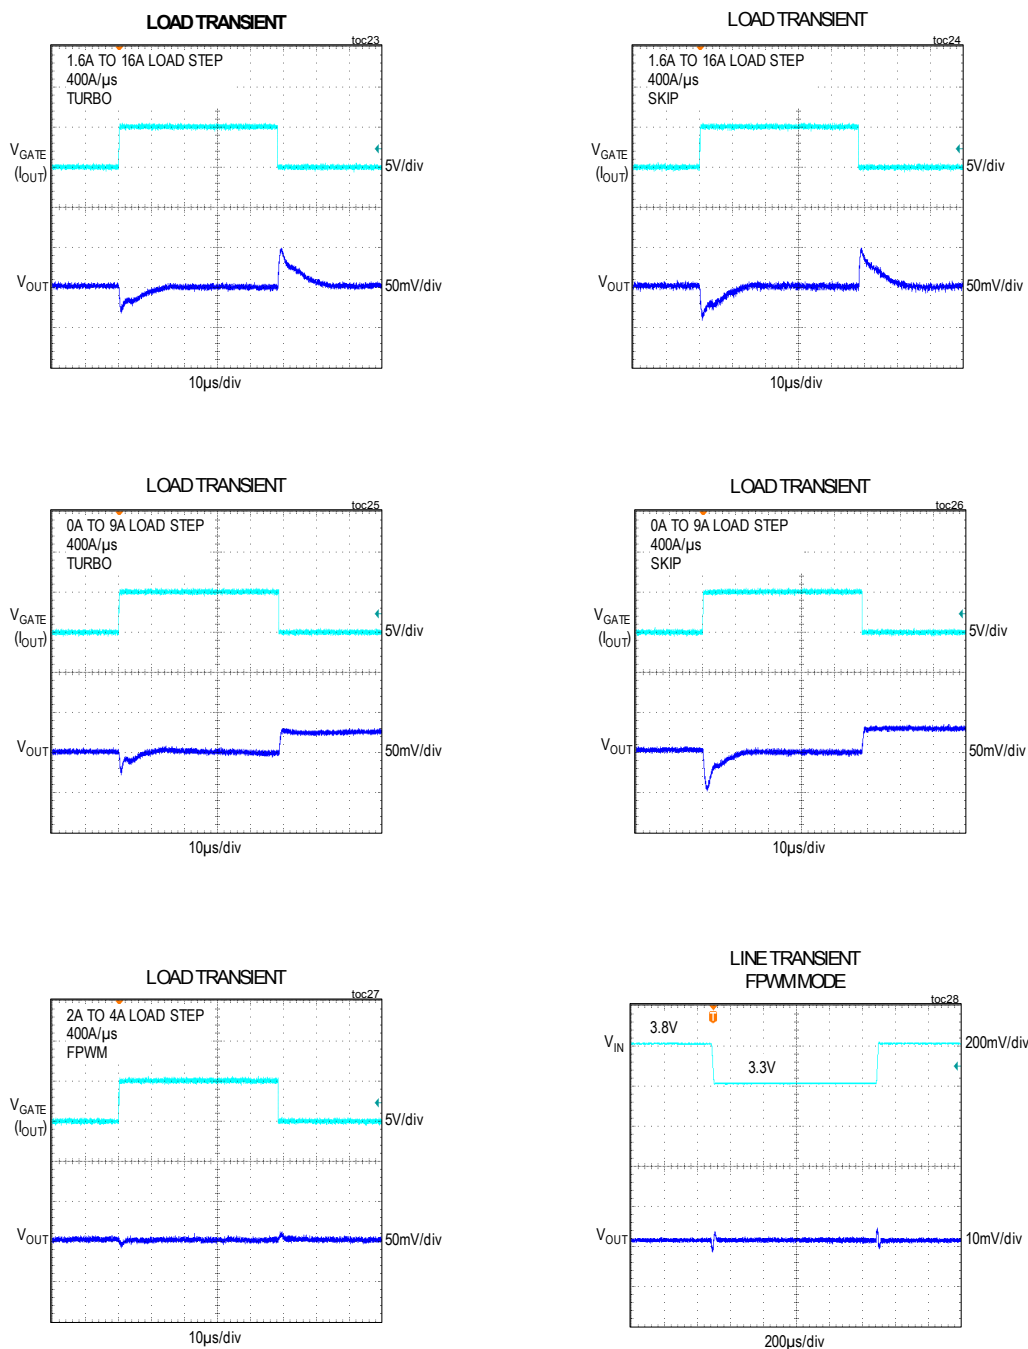 LOAD TRANSIENT
toc23
1.6A TO 16A LOAD STEP
400A/µs
TURBO
VGATE
(IOUT)
5V/div
VOUT
50mV/div
10µs/div
LOAD TRANSIENT
toc24
1.6A TO 16A LOAD STEP
400A/µs
SKIP
VGATE
(IOUT)
5V/div
VOUT
50mV/div
10µs/div
LOAD TRANSIENT
toc25
0A TO 9A LOAD STEP
400A/µs
TURBO
VGATE
(IOUT)
5V/div
VOUT
50mV/div
10µs/div
LOAD TRANSIENT
toc26
0A TO 9A LOAD STEP
400A/µs
SKIP
VGATE
(IOUT)
5V/div
VOUT
50mV/div
10µs/div
LOAD TRANSIENT
toc27
2A TO 4A LOAD STEP
400A/µs
FPWM
VGATE
(IOUT)
5V/div
VOUT
50mV/div
10µs/div
LINE TRANSIENT
FPWM MODE
toc28
T
3.8V
VIN
200mV/div
3.3V
VOUT
10mV/div
200µs/div